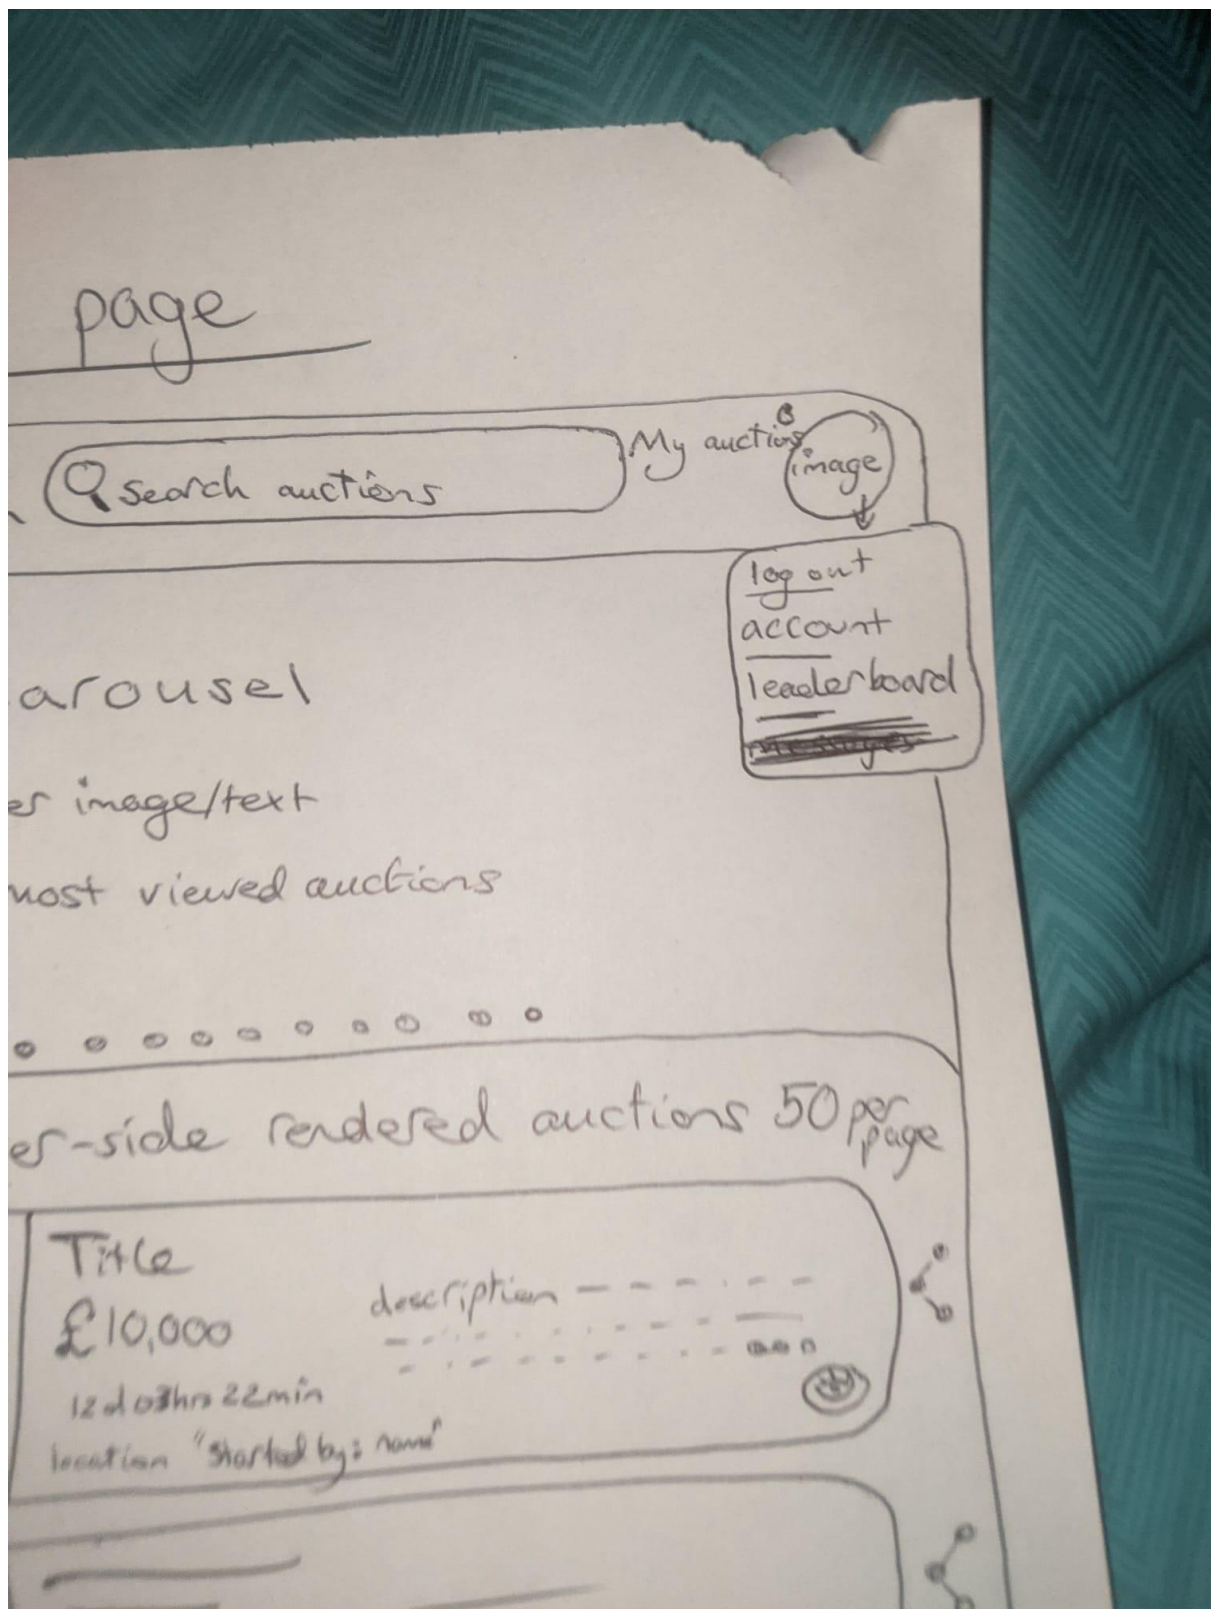 page
search auctions
My auctions
image
log out
account
leaderboard
messages
arousel
er image/text
most viewed auctions
er-side rendered auctions 50 per page
Title
£10,000
description
12d 03hrs 22min
location "Started by: name"